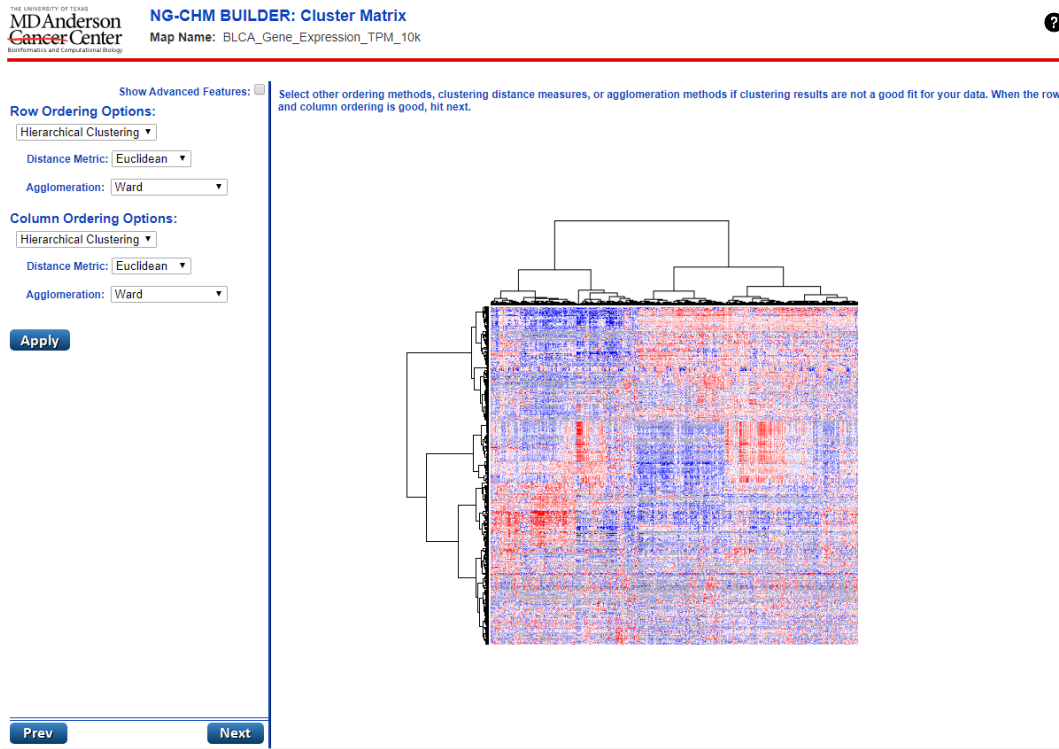 THE UNIVERSITY OF TEXAS
MD Anderson
Cancer Center
Bioinformatics and Computational Biology
NG-CHM BUILDER: Cluster Matrix
Map Name: BLCA_Gene_Expression_TPM_10k
?
Show Advanced Features:
Row Ordering Options:
Hierarchical Clustering
Distance Metric: Euclidean
Agglomeration: Ward
Column Ordering Options:
Hierarchical Clustering
Distance Metric: Euclidean
Agglomeration: Ward
Apply
Select other ordering methods, clustering distance measures, or agglomeration methods if clustering results are not a good fit for your data. When the row
and column ordering is good, hit next.
Prev
Next